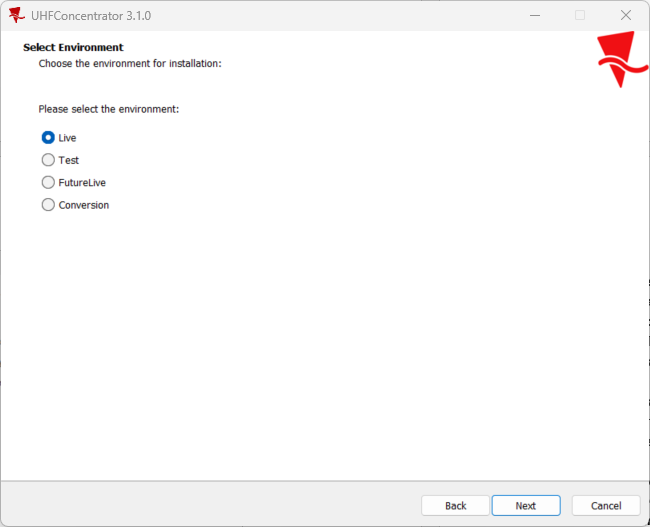 UHFConcentrator 3.1.0
Select Environment
Choose the environment for installation:
Please select the environment:
Live
Test
FutureLive
Conversion
Back Next Cancel